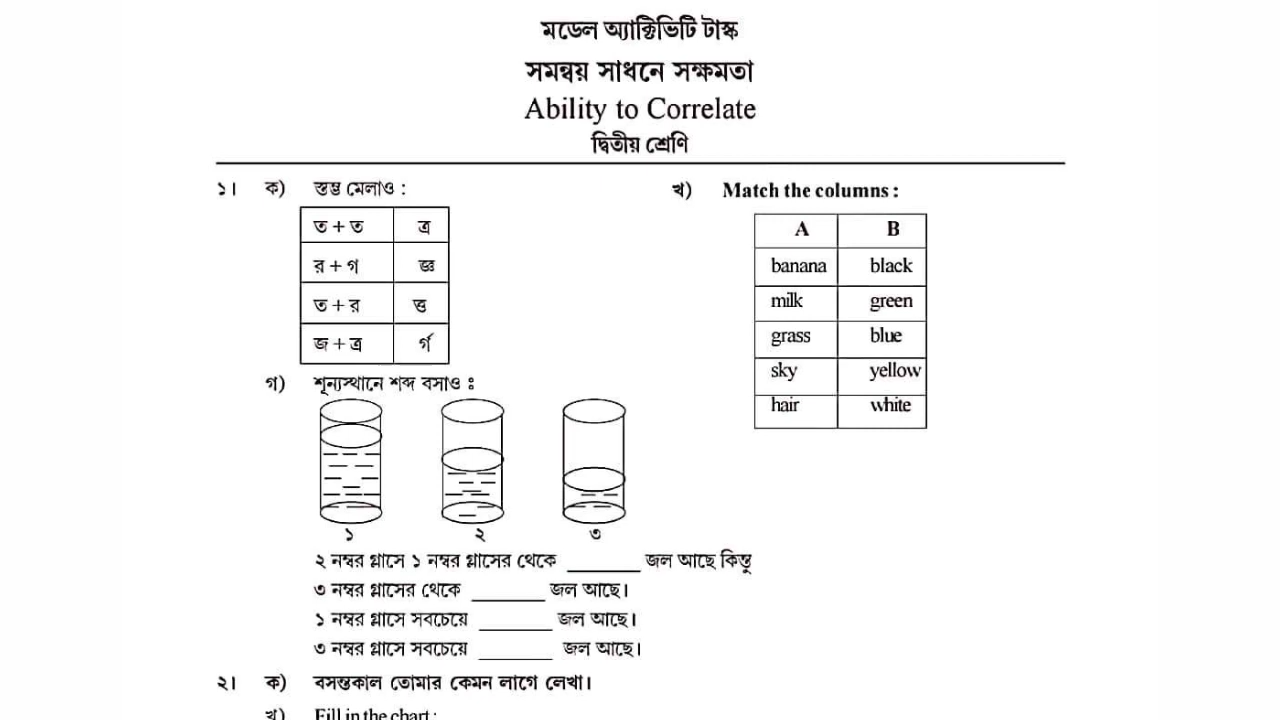 মডেল অ্যাক্টিভিটি টাস্ক
সমন্বয় সাধনে সক্ষমতা
Ability to Correlate
দ্বিতীয় শ্রেণি
১। ক) স্তম্ভ মেলাও :
ত + ত ত্র
র + গ জ্ঞ
ত + র ত্ত
জ + ত্র র্গ
খ) Match the columns :
A B
banana black
milk green
grass blue
sky yellow
hair white
গ) শূন্যস্থানে শব্দ বসাও ঃ
১ ২ ৩
২ নম্বর গ্লাসে ১ নম্বর গ্লাসের থেকে ________ জল আছে কিন্তু
৩ নম্বর গ্লাসের থেকে ________ জল আছে।
১ নম্বর গ্লাসে সবচেয়ে ________ জল আছে।
৩ নম্বর গ্লাসে সবচেয়ে ________ জল আছে।
২। ক) বসন্তকাল তোমার কেমন লাগে লেখা।
খ) Fill in the chart :